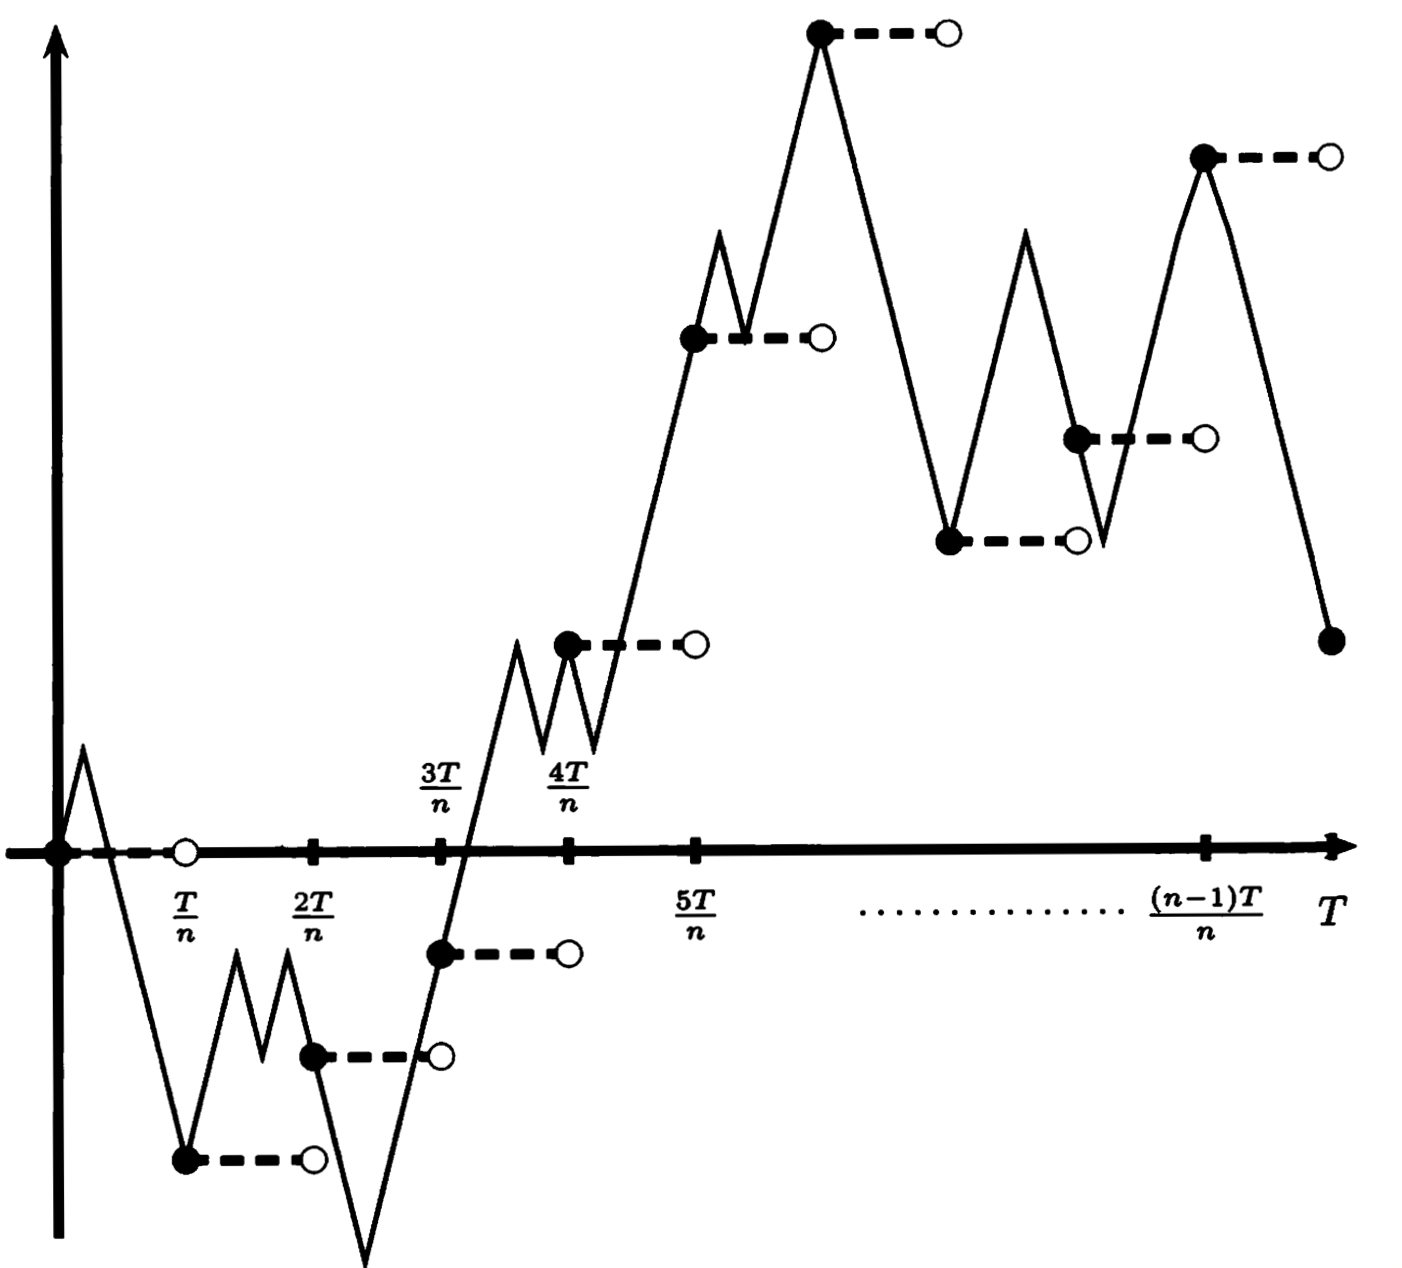 3T/n 4T/n
T/n 2T/n 5T/n .............. (n−1)T/n T